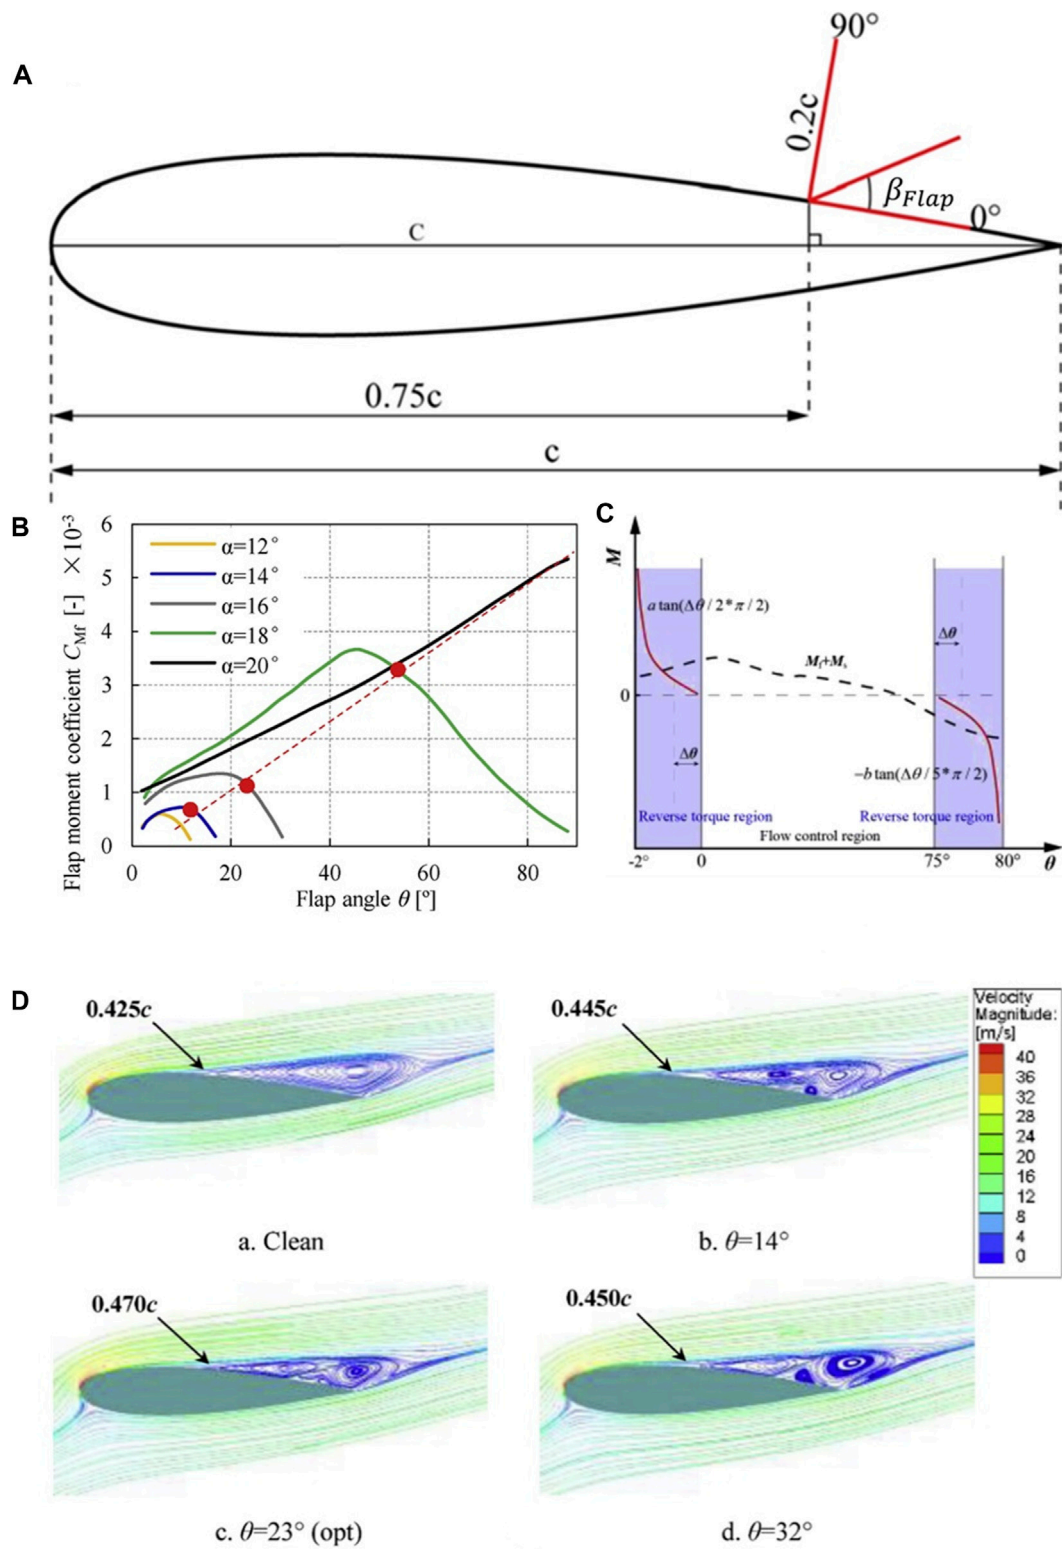 A
90°
0.2c
β_Flap
0°
C
0.75c
c
B
Flap moment coefficient C_Mf [-] ×10⁻³
6
5
4
3
2
1
0
α=12°
α=14°
α=16°
α=18°
α=20°
0 20 40 60 80
Flap angle θ [°]
C
M
a tan(Δθ / 2* π / 2)
Δθ
M_f+M_s
0
Δθ
−b tan(Δθ / 5* π / 2)
Reverse torque region
Reverse torque region
Flow control region
-2° 0 75° 80° θ
D
0.425c
0.445c
Velocity
Magnitude:
[m/s]
40
36
32
28
24
20
16
12
8
4
0
a. Clean
b. θ=14°
0.470c
0.450c
c. θ=23° (opt)
d. θ=32°